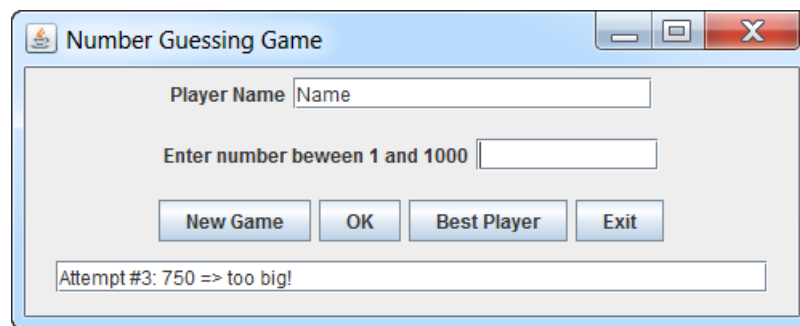 Number Guessing Game
Player Name Name
Enter number beween 1 and 1000
New Game OK Best Player Exit
Attempt #3: 750 => too big!